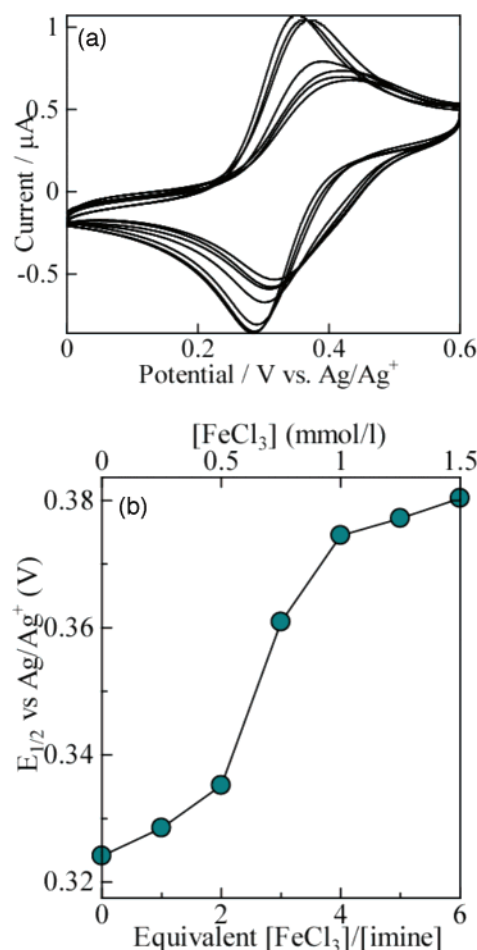 (a)
1
0.5
0
-0.5
Current / μA
0 0.2 0.4 0.6
Potential / V vs. Ag/Ag⁺
[FeCl₃] (mmol/l)
0 0.5 1 1.5
(b)
0.38
0.36
0.34
0.32
E₁/₂ vs Ag/Ag⁺ (V)
0 2 4 6
Equivalent [FeCl₃]/[imine]